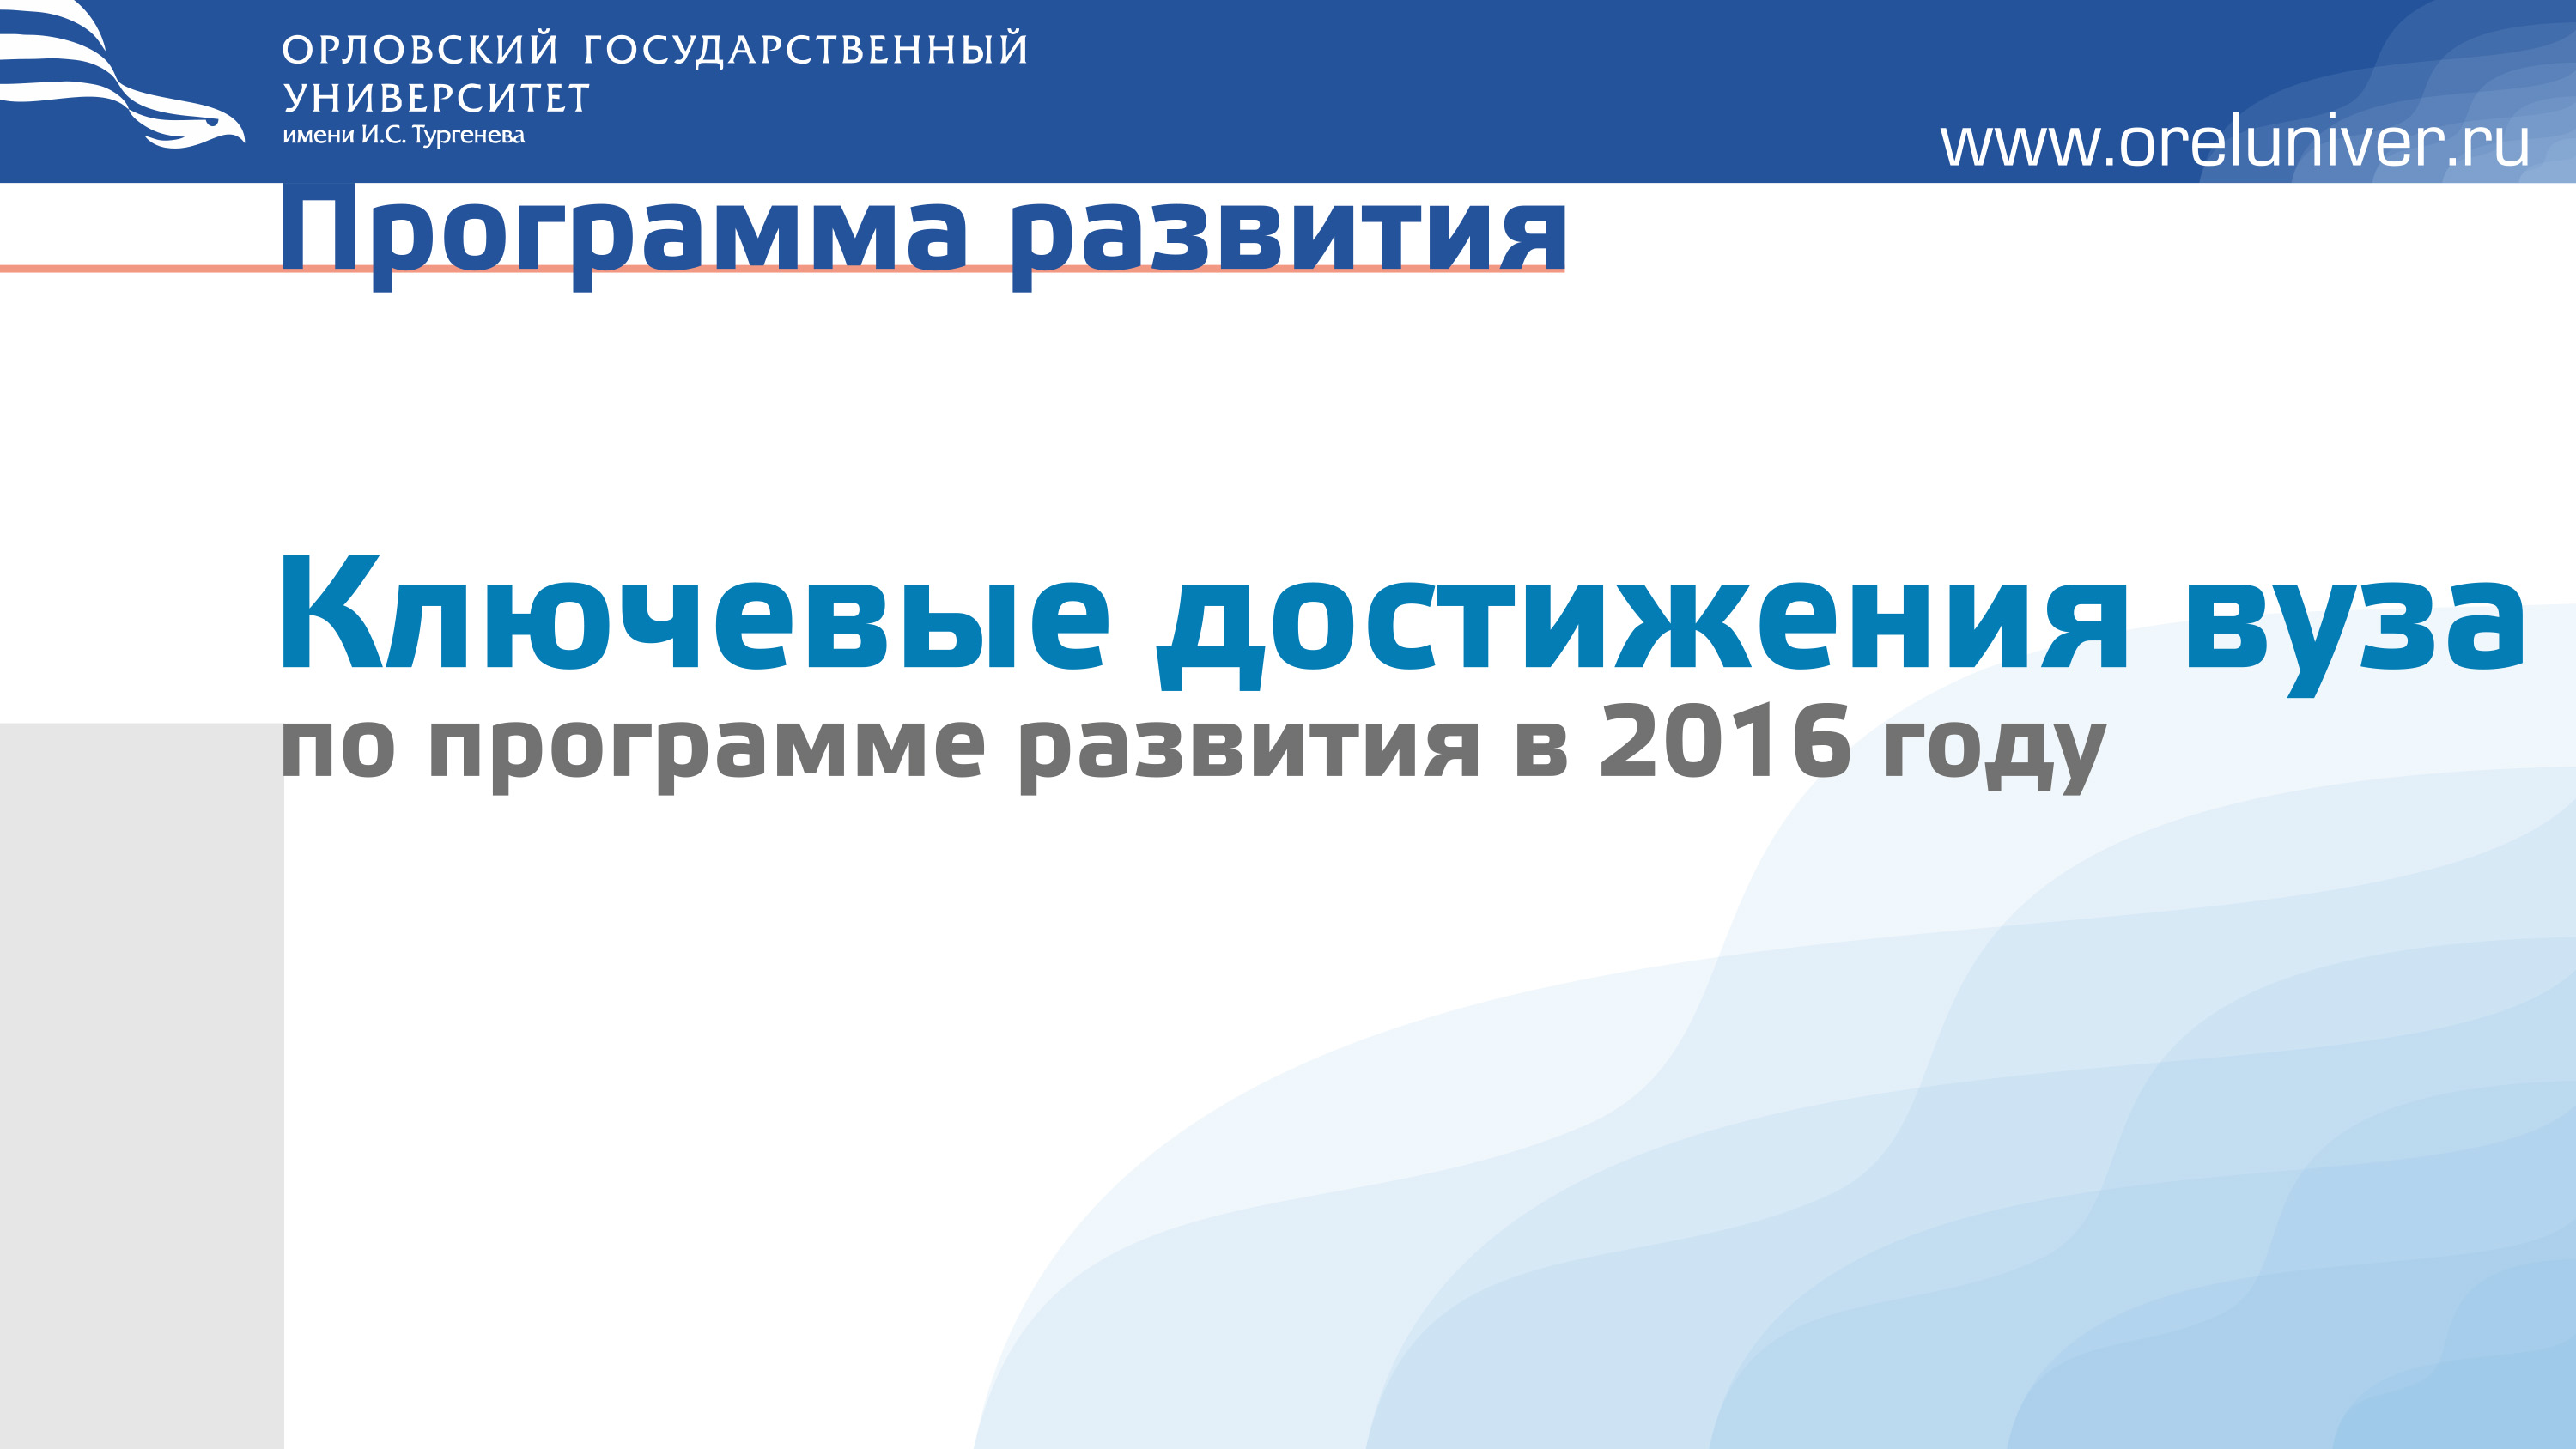 ОРЛОВСКИЙ ГОСУДАРСТВЕННЫЙ
УНИВЕРСИТЕТ
имени И.С. Тургенева
www.oreluniver.ru
Программа развития
Ключевые достижения вуза
по программе развития в 2016 году